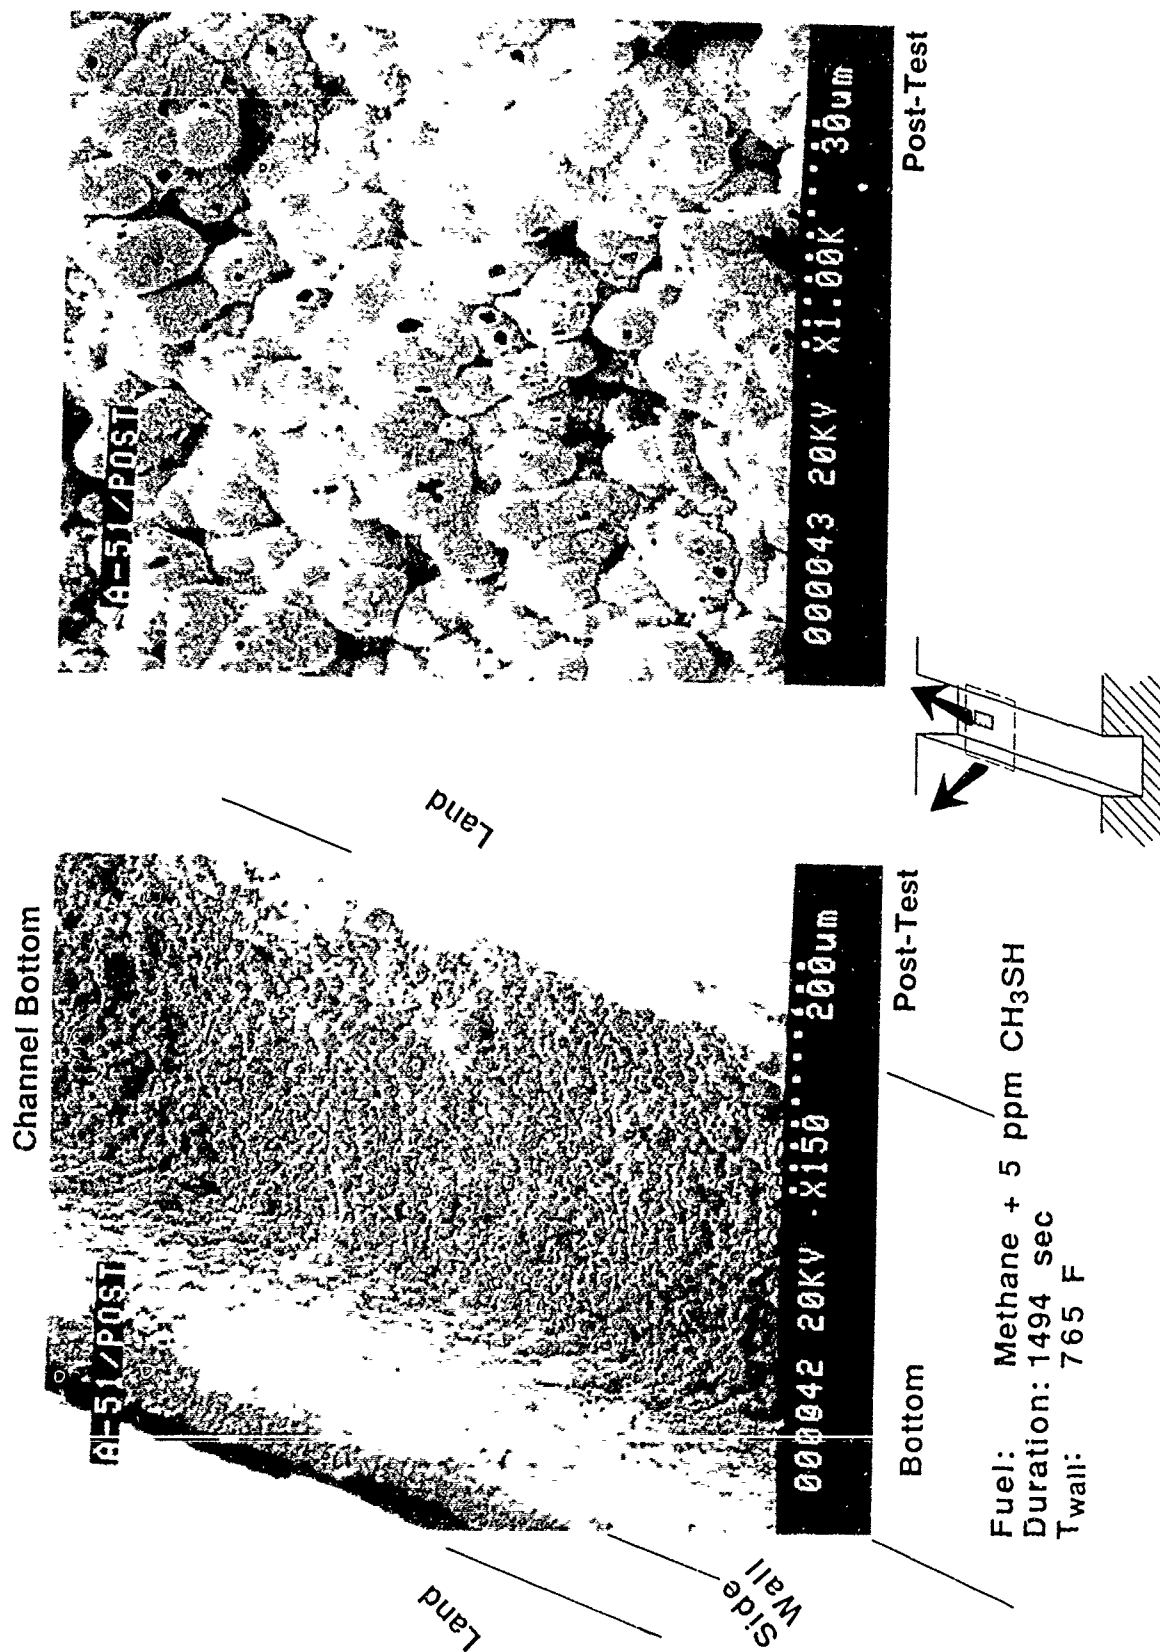 Channel Bottom
A-51/POST
A-51/POST
Land
Side
Wall
Land
000042 20KV X150 200um
000043 20KV X1.00K 30um
Bottom
Post-Test
Post-Test
Fuel: Methane + 5 ppm CH₃SH
Duration: 1494 sec
Twall: 765 F